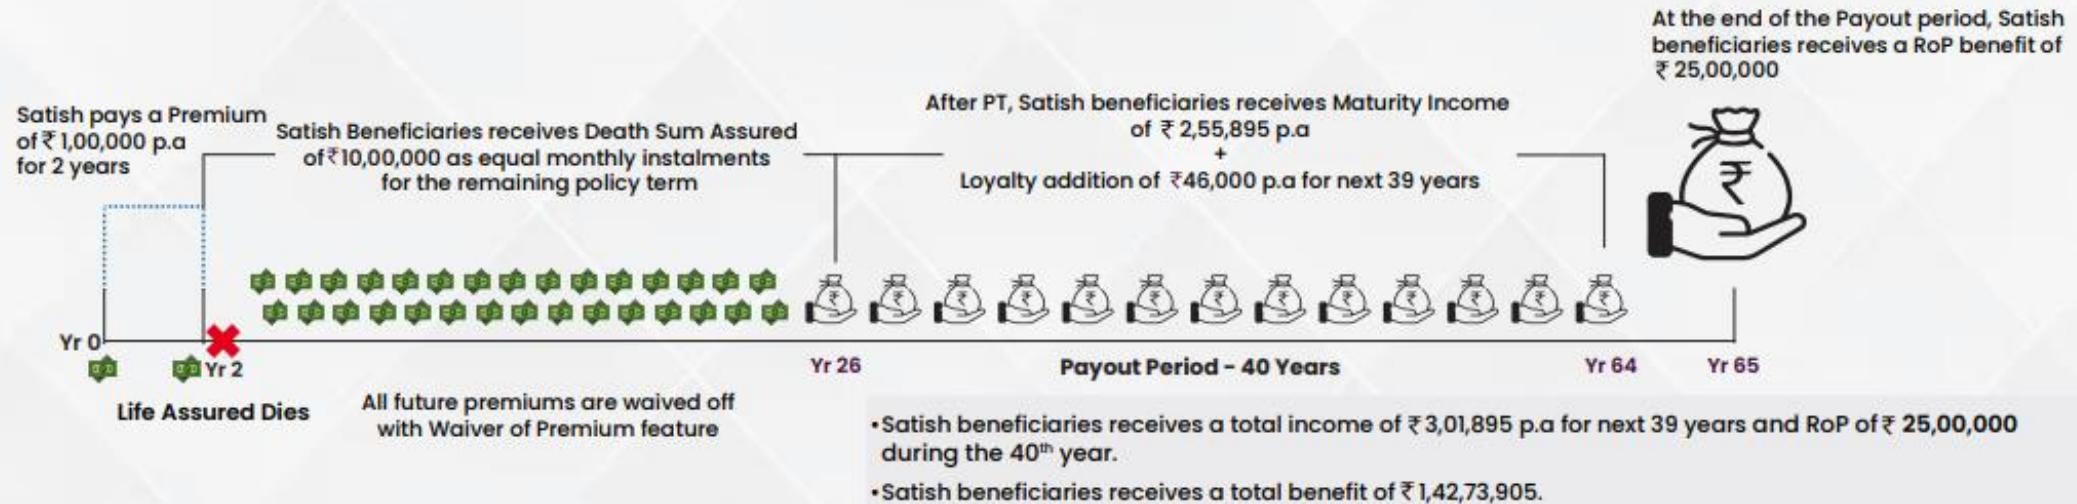 At the end of the Payout period, Satish
beneficiaries receives a RoP benefit of
₹ 25,00,000
Satish pays a Premium
of ₹ 1,00,000 p.a
for 2 years
Satish Beneficiaries receives Death Sum Assured
of ₹10,00,000 as equal monthly instalments
for the remaining policy term
After PT, Satish beneficiaries receives Maturity Income
of ₹ 2,55,895 p.a
+
Loyalty addition of ₹46,000 p.a for next 39 years
Yr 0
Yr 2
Yr 26
Payout Period - 40 Years
Yr 64
Yr 65
Life Assured Dies
All future premiums are waived off
with Waiver of Premium feature
•Satish beneficiaries receives a total income of ₹3,01,895 p.a for next 39 years and RoP of ₹ 25,00,000
during the 40th year.
•Satish beneficiaries receives a total benefit of ₹1,42,73,905.